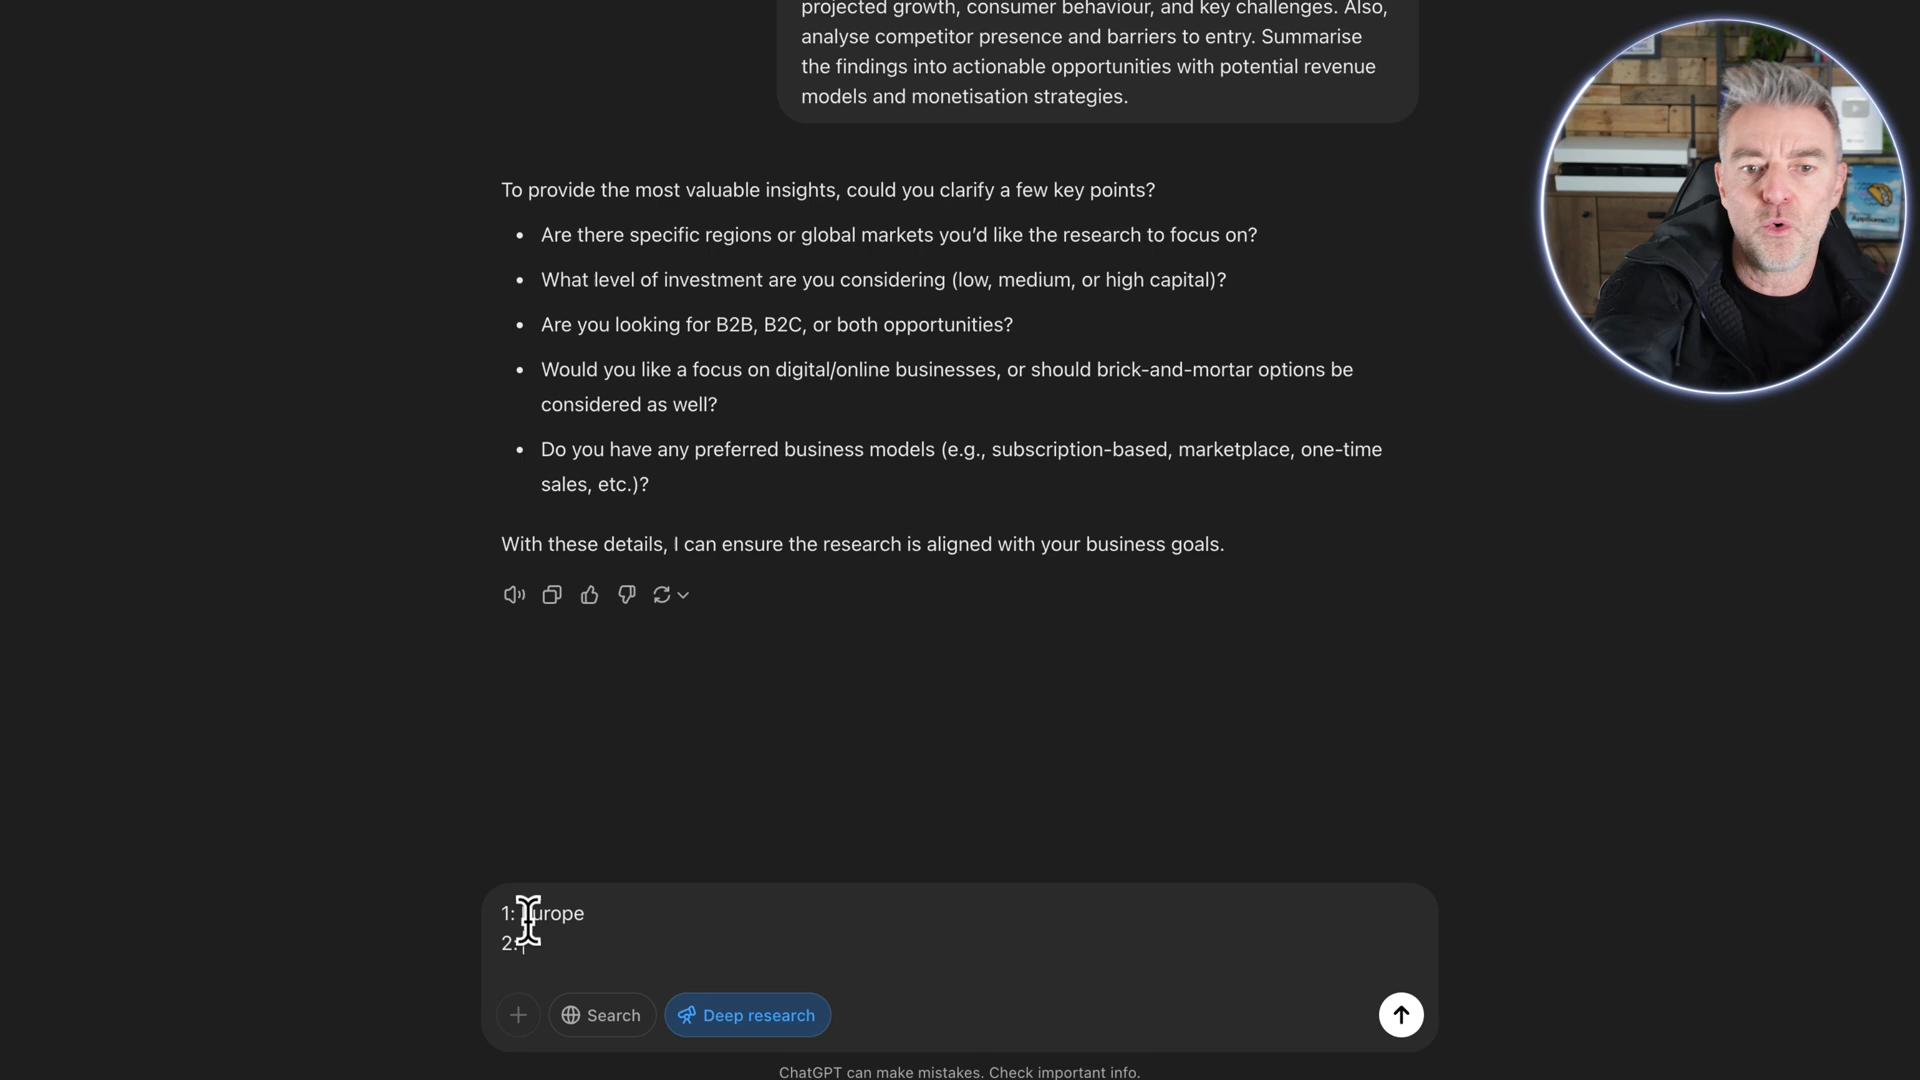 projected growth, consumer behaviour, and key challenges. Also,
analyse competitor presence and barriers to entry. Summarise
the findings into actionable opportunities with potential revenue
models and monetisation strategies.
To provide the most valuable insights, could you clarify a few key points?
• Are there specific regions or global markets you’d like the research to focus on?
• What level of investment are you considering (low, medium, or high capital)?
• Are you looking for B2B, B2C, or both opportunities?
• Would you like a focus on digital/online businesses, or should brick-and-mortar options be
considered as well?
• Do you have any preferred business models (e.g., subscription-based, marketplace, one-time
sales, etc.)?
With these details, I can ensure the research is aligned with your business goals.
1: Europe
2:
Search
Deep research
ChatGPT can make mistakes. Check important info.
AppSumo